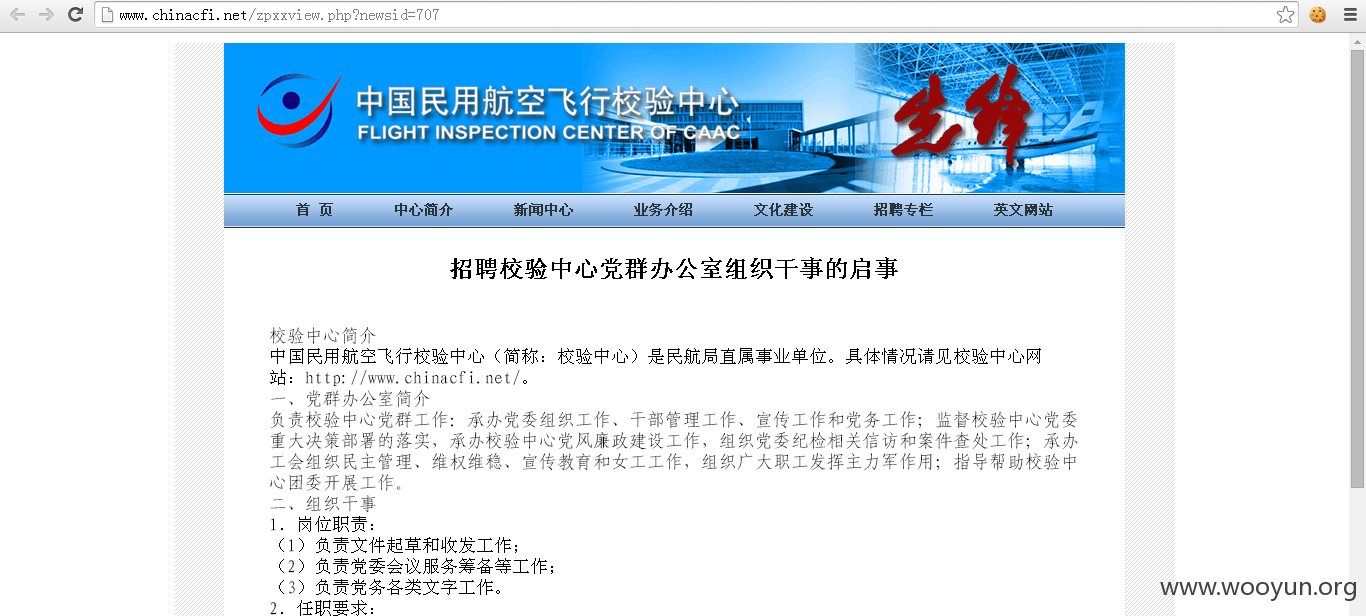 www.chinacfi.net/zpxxview.php?newsid=707
中国民用航空飞行校验中心
FLIGHT INSPECTION CENTER OF CAAC
先锋
首 页 中心简介 新闻中心 业务介绍 文化建设 招聘专栏 英文网站
招聘校验中心党群办公室组织干事的启事
校验中心简介
中国民用航空飞行校验中心（简称：校验中心）是民航局直属事业单位。具体情况请见校验中心网
站：http://www.chinacfi.net/。
一、党群办公室简介
负责校验中心党群工作：承办党委组织工作、干部管理工作、宣传工作和党务工作；监督校验中心党委
重大决策部署的落实，承办校验中心党风廉政建设工作，组织党委纪检相关信访和案件查处工作；承办
工会组织民主管理、维权维稳、宣传教育和女工工作，组织广大职工发挥主力军作用；指导帮助校验中
心团委开展工作。
二、组织干事
1．岗位职责：
（1）负责文件起草和收发工作；
（2）负责党委会议服务筹备等工作；
（3）负责党务各类文字工作。
2．任职要求：
www.wooyun.org